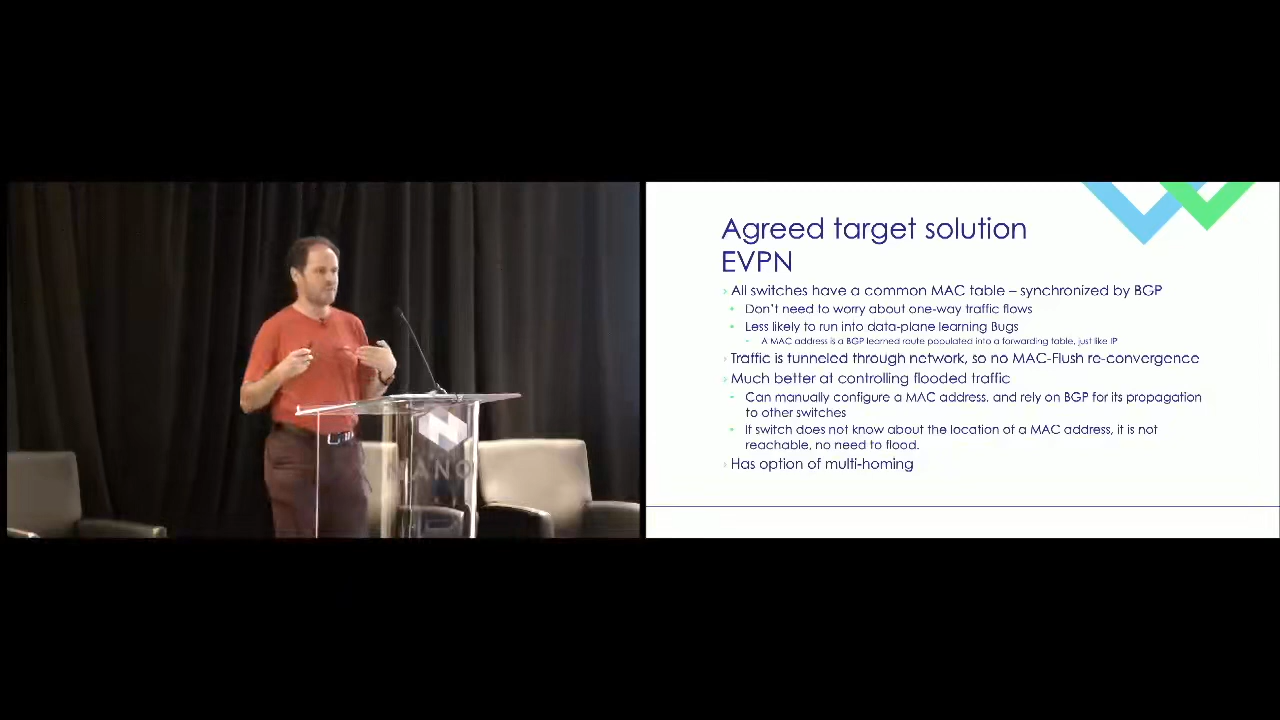 NANO
Agreed target solution
EVPN
All switches have a common MAC table – synchronized by BGP
Don't need to worry about one-way traffic flows
Less likely to run into data-plane learning Bugs
A MAC address is a BGP learned route populated into a forwarding table, just like IP
Traffic is tunneled through network, so no MAC-Flush re-convergence
Much better at controlling flooded traffic
Can manually configure a MAC address, and rely on BGP for its propagation
to other switches
If switch does not know about the location of a MAC address, it is not
reachable, no need to flood.
Has option of multi-homing